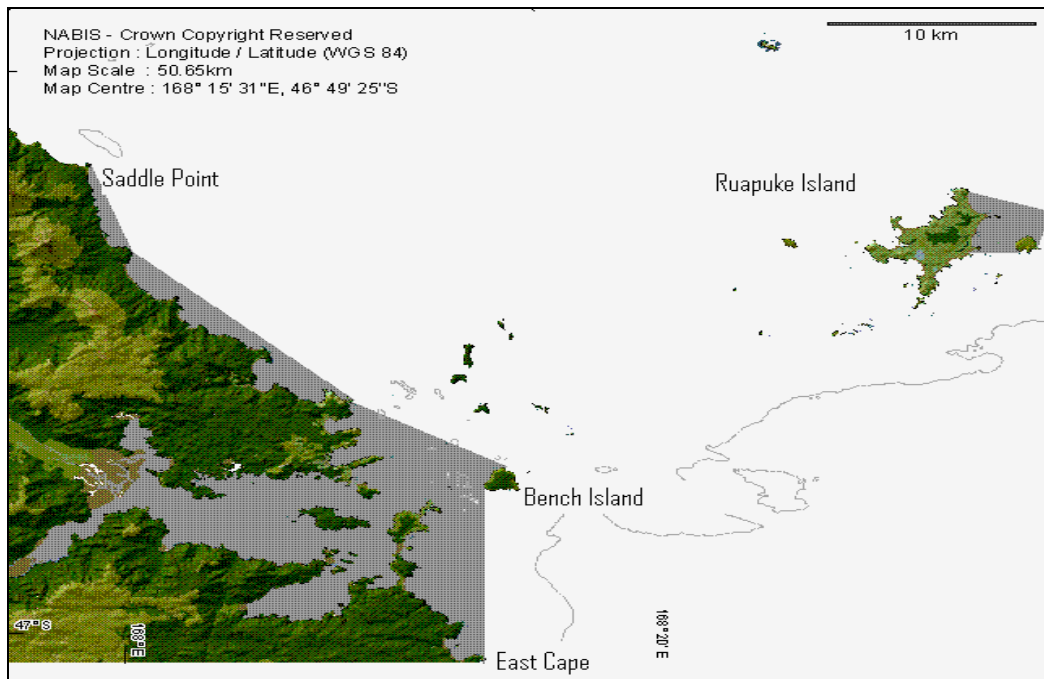 NABIS - Crown Copyright Reserved
Projection : Longitude / Latitude (WGS 84)
Map Scale : 50.65km
Map Centre : 168° 15' 31"E, 46° 49' 25"S
10 km
Saddle Point
Ruapuke Island
Bench Island
47° S
168°E
168° 20' E
East Cape